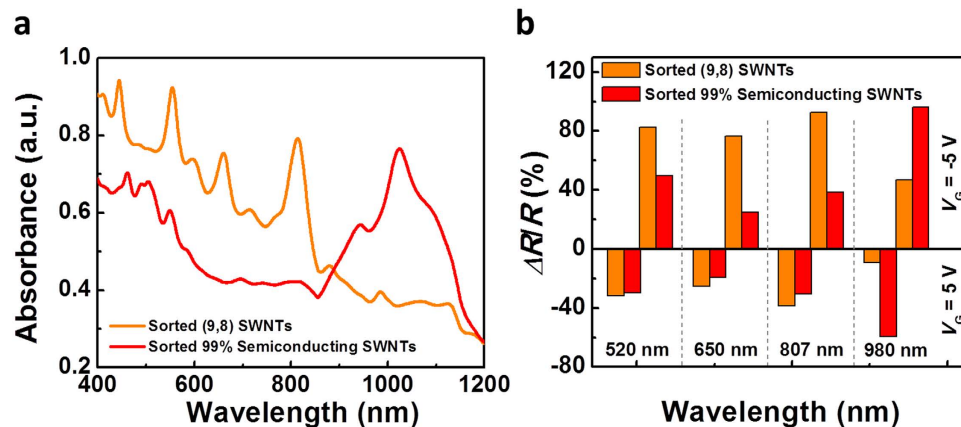 a
1.0
0.8
0.6
0.4
0.2
Absorbance (a.u.)
Sorted (9,8) SWNTs
Sorted 99% Semiconducting SWNTs
400 600 800 1000 1200
Wavelength (nm)
b
120
80
40
0
-40
-80
ΔR/R (%)
Sorted (9,8) SWNTs
Sorted 99% Semiconducting SWNTs
V_G = -5 V
V_G = 5 V
520 nm 650 nm 807 nm 980 nm
Wavelength (nm)